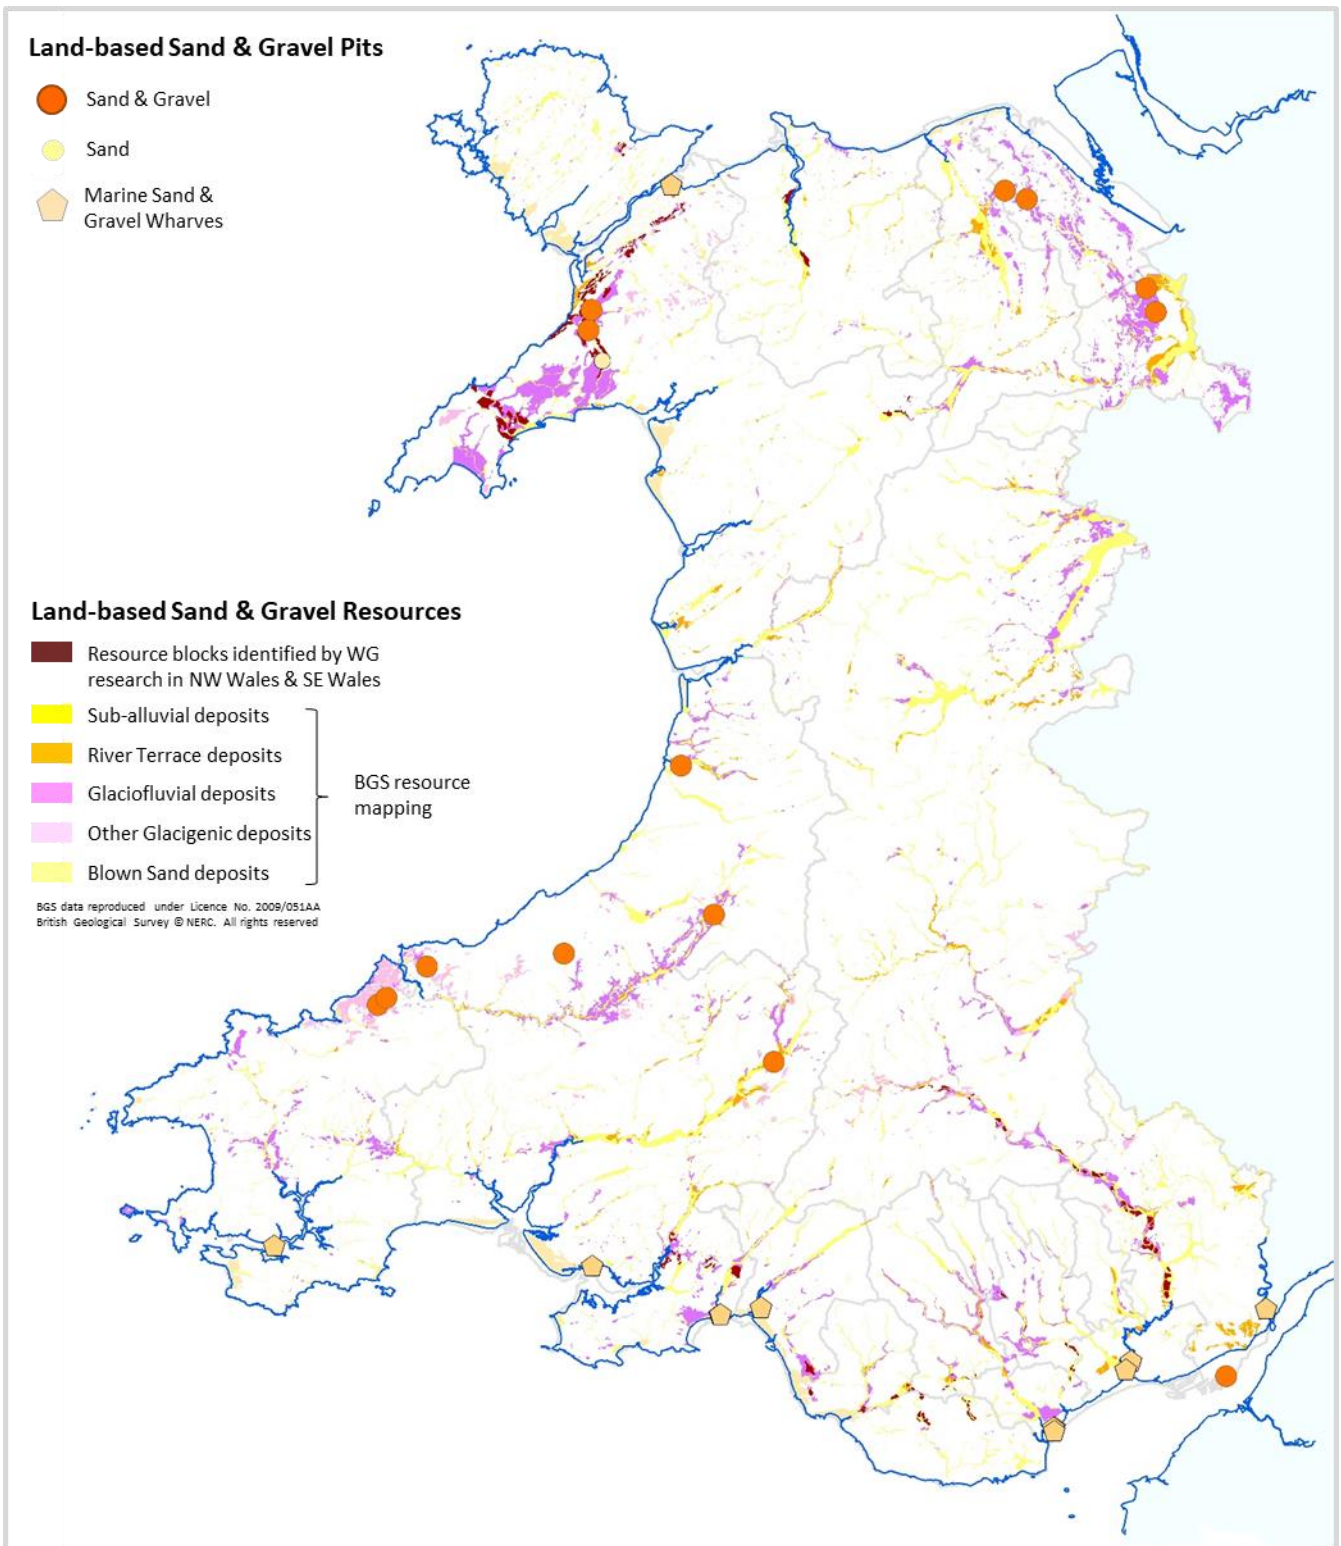 Land-based Sand & Gravel Pits
Sand & Gravel
Sand
Marine Sand &
Gravel Wharves
Land-based Sand & Gravel Resources
Resource blocks identified by WG
research in NW Wales & SE Wales
Sub-alluvial deposits
River Terrace deposits
Glaciofluvial deposits
Other Glacigenic deposits
Blown Sand deposits
BGS resource
mapping
BGS data reproduced under Licence No. 2009/051AA
British Geological Survey © NERC. All rights reserved